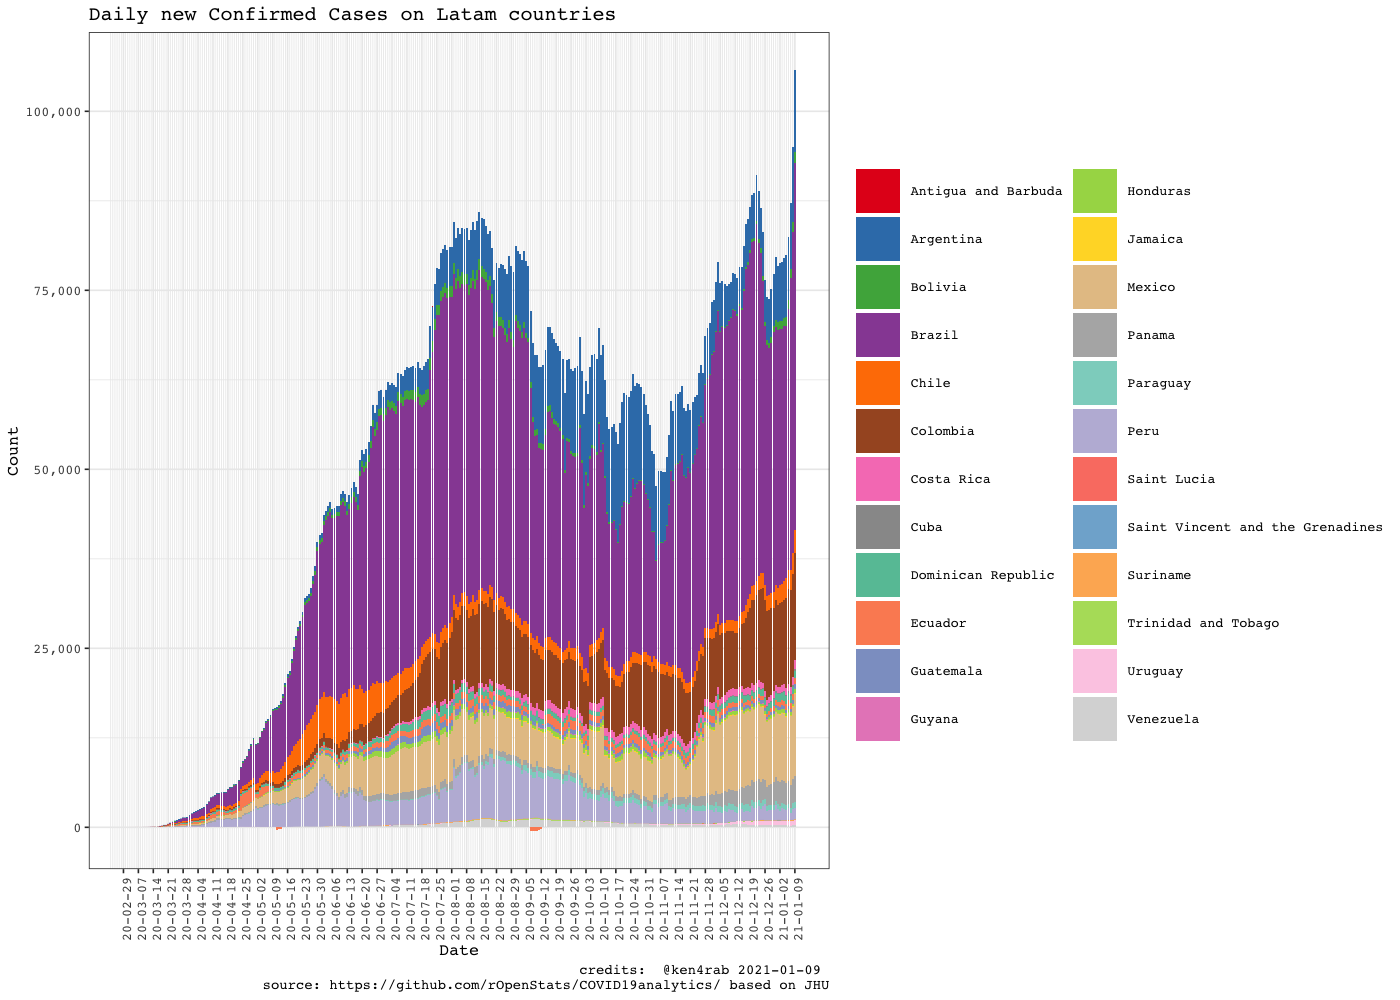 Daily new Confirmed Cases on Latam countries
100,000
75,000
50,000
25,000
0
Count
20-02-29
20-03-07
20-03-14
20-03-21
20-03-28
20-04-04
20-04-11
20-04-18
20-04-25
20-05-02
20-05-09
20-05-16
20-05-23
20-05-30
20-06-06
20-06-13
20-06-20
20-06-27
20-07-04
20-07-11
20-07-18
20-07-25
20-08-01
20-08-08
20-08-15
20-08-22
20-08-29
20-09-05
20-09-12
20-09-19
20-09-26
20-10-03
20-10-10
20-10-17
20-10-24
20-10-31
20-11-07
20-11-14
20-11-21
20-11-28
20-12-05
20-12-12
20-12-19
20-12-26
21-01-02
21-01-09
Date
Antigua and Barbuda
Argentina
Bolivia
Brazil
Chile
Colombia
Costa Rica
Cuba
Dominican Republic
Ecuador
Guatemala
Guyana
Honduras
Jamaica
Mexico
Panama
Paraguay
Peru
Saint Lucia
Saint Vincent and the Grenadines
Suriname
Trinidad and Tobago
Uruguay
Venezuela
credits:  @ken4rab 2021-01-09
source: https://github.com/rOpenStats/COVID19analytics/ based on JHU